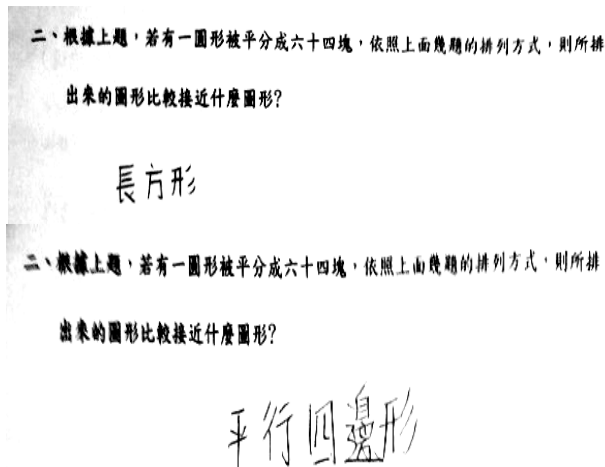 二、根據上題，若有一圓形被平分成六十四塊，依照上面幾題的排列方式，則所排
出來的圖形比較接近什麼圖形?
長方形
二、根據上題，若有一圓形被平分成六十四塊，依照上面幾題的排列方式，則所排
出來的圖形比較接近什麼圖形?
平行四邊形